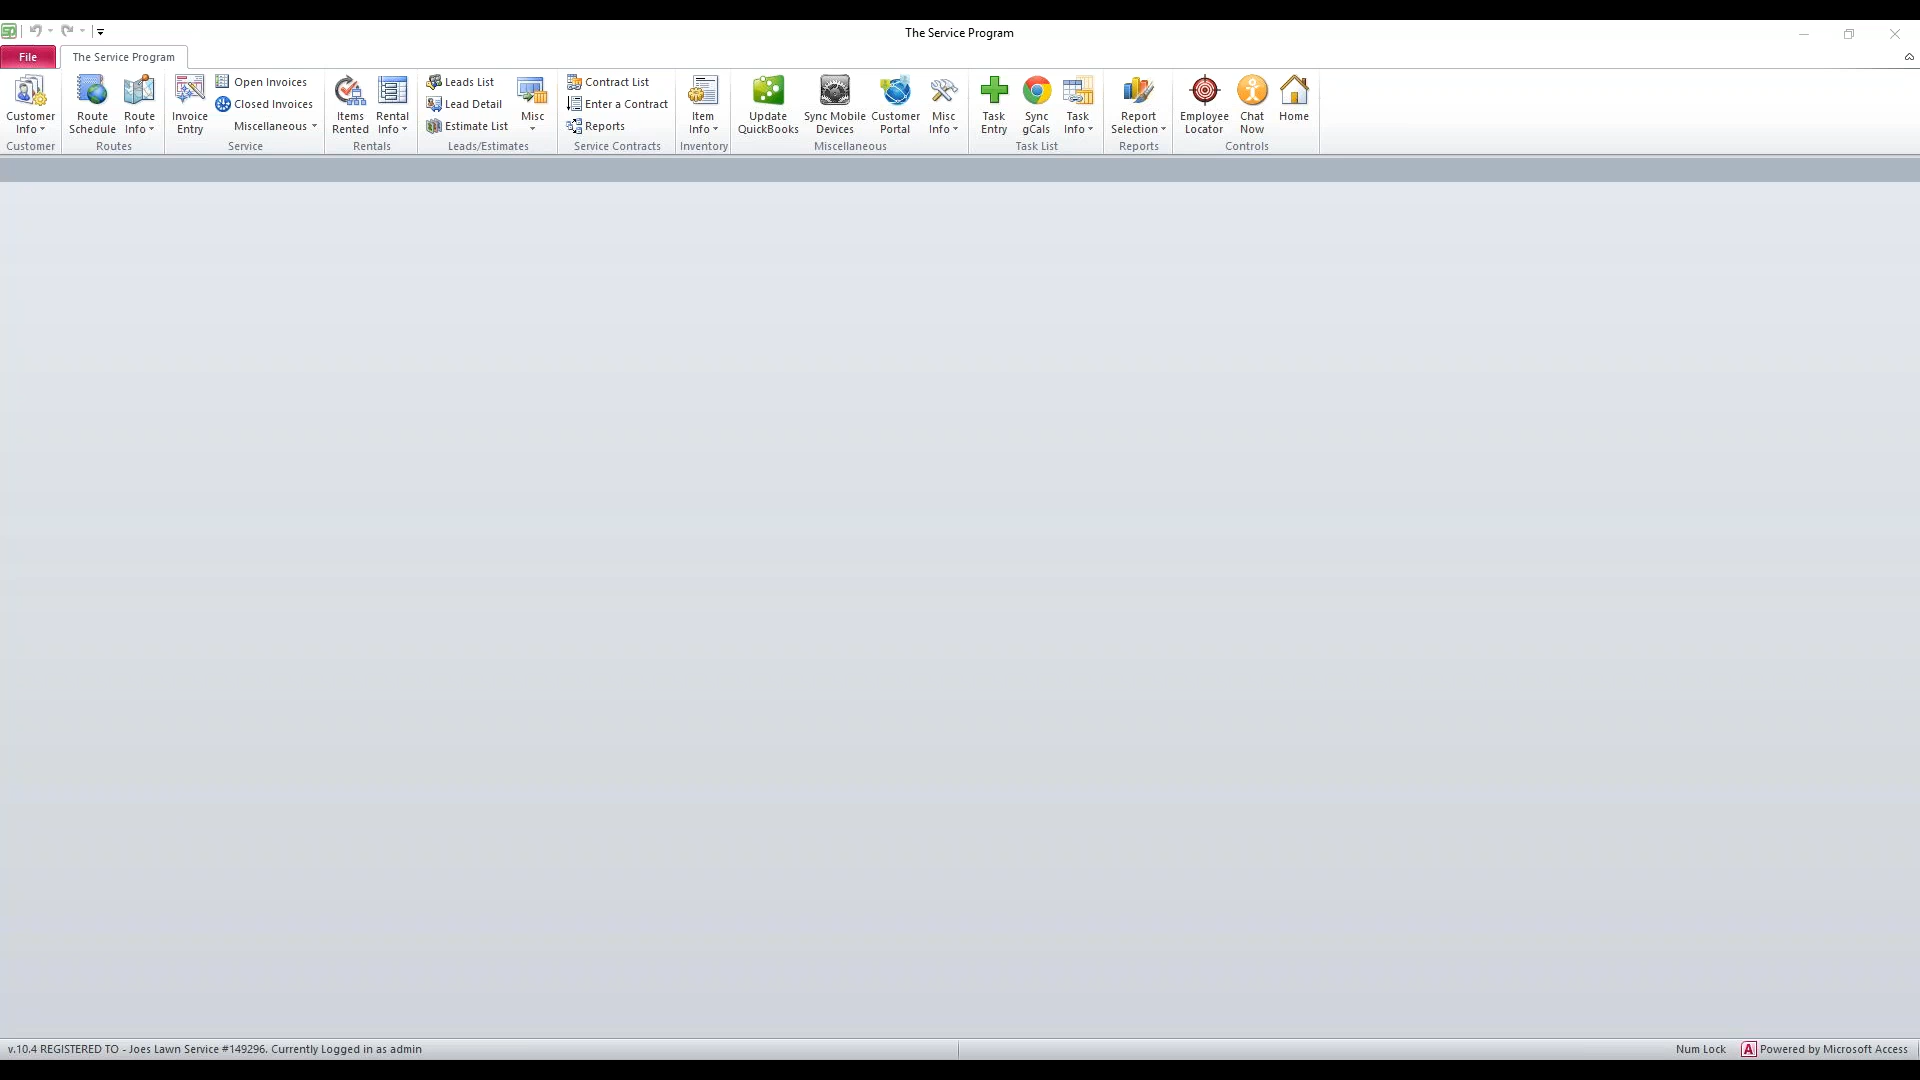 The Service Program
File
The Service Program
Customer Info
Route Schedule
Route Info
Invoice Entry
Open Invoices
Closed Invoices
Miscellaneous
Items Rented
Rental Info
Leads List
Lead Detail
Estimate List
Misc
Contract List
Enter a Contract
Reports
Item Info
Update QuickBooks
Sync Mobile Devices
Customer Portal
Misc Info
Task Entry
Sync gCals
Task Info
Report Selection
Employee Locator
Chat Now
Home
Customer
Routes
Service
Rentals
Leads/Estimates
Service Contracts
Inventory
Miscellaneous
Task List
Reports
Controls
v.10.4 REGISTERED TO - Joes Lawn Service #149296. Currently Logged in as admin
Num Lock
A Powered by Microsoft Access